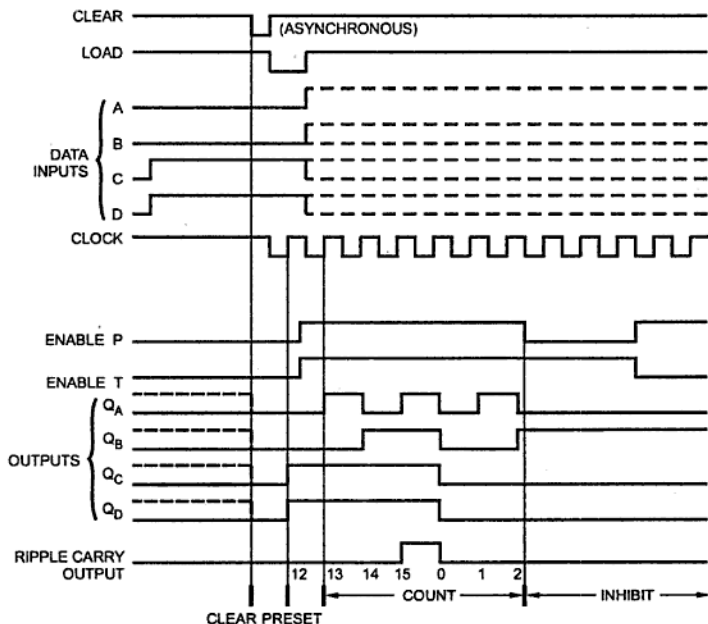 CLEAR
(ASYNCHRONOUS)
LOAD
A
B
DATA
INPUTS
C
D
CLOCK
ENABLE P
ENABLE T
QA
QB
OUTPUTS
QC
QD
RIPPLE CARRY
OUTPUT
12 13 14 15 0 1 2
COUNT
INHIBIT
CLEAR PRESET